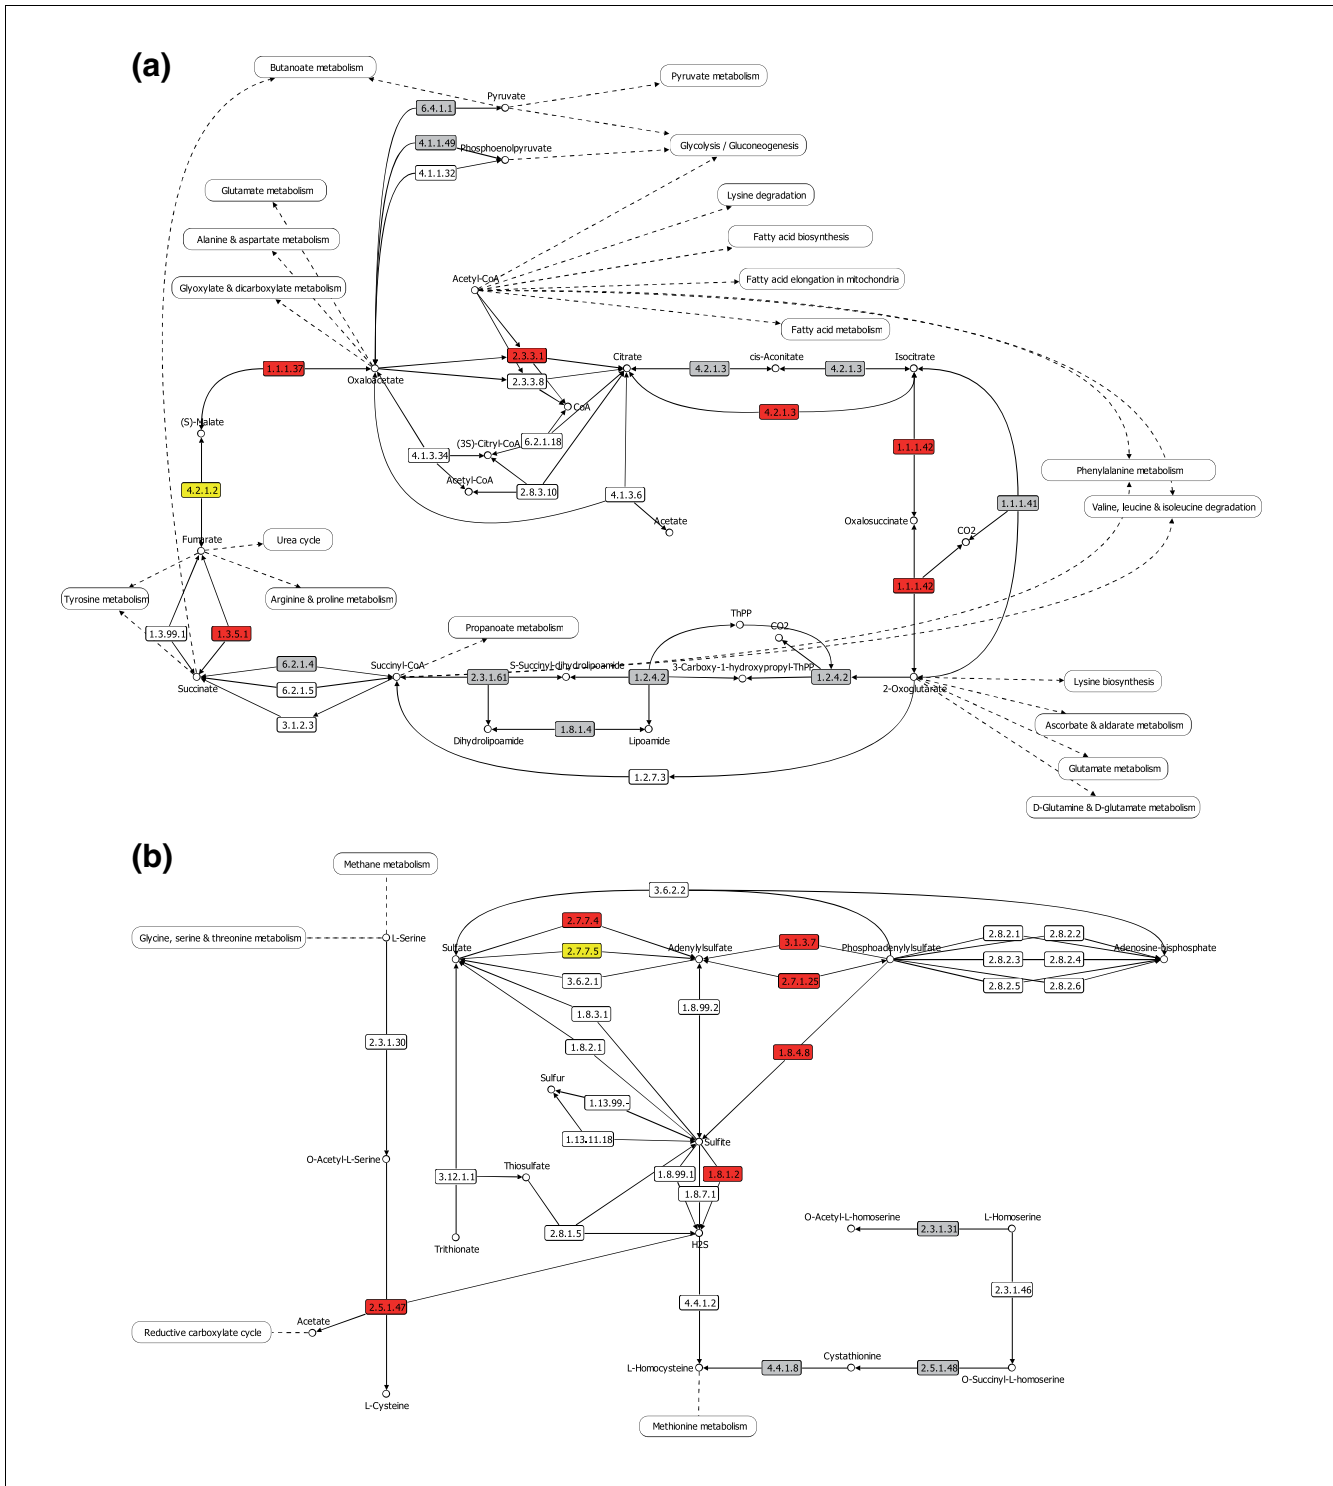 (a)
Butanoate metabolism
Pyruvate metabolism
Pyruvate
6.4.1.1
4.1.1.49
Phosphoenolpyruvate
Glycolysis / Gluconeogenesis
4.1.1.32
Glutamate metabolism
Lysine degradation
Alanine & aspartate metabolism
Fatty acid biosynthesis
Glyoxylate & dicarboxylate metabolism
Acetyl-CoA
Fatty acid elongation in mitochondria
Fatty acid metabolism
1.1.1.37
Oxaloacetate
2.3.3.1
Citrate
4.2.1.3
cis-Aconitate
4.2.1.3
Isocitrate
2.3.3.8
CoA
4.2.1.3
(S)-Malate
6.2.1.18
(3S)-Citryl-CoA
4.1.3.34
1.1.1.42
Phenylalanine metabolism
4.2.1.2
Acetyl-CoA
2.8.3.10
4.1.3.6
1.1.1.41
Valine, leucine & isoleucine degradation
Oxalosuccinate
Acetate
CO2
Fumarate
Urea cycle
Tyrosine metabolism
Arginine & proline metabolism
1.1.1.42
1.3.99.1
1.3.5.1
Propanoate metabolism
ThPP
CO2
6.2.1.4
Succinyl-CoA
S-Succinyl-dihydrolipoamide
3-Carboxy-1-hydroxypropyl-ThPP
Succinate
6.2.1.5
2.3.1.61
1.2.4.2
1.2.4.2
2-Oxoglutarate
Lysine biosynthesis
3.1.2.3
1.8.1.4
Dihydrolipoamide
Lipoamide
Ascorbate & aldarate metabolism
1.2.7.3
Glutamate metabolism
D-Glutamine & D-glutamate metabolism
(b)
Methane metabolism
3.6.2.2
Glycine, serine & threonine metabolism
L-Serine
Sulfate
2.7.7.4
Adenylylsulfate
3.1.3.7
Phosphoadenylylsulfate
2.8.2.1
2.8.2.2
Adenosine-bisphosphate
2.7.7.5
2.8.2.3
2.8.2.4
3.6.2.1
2.7.1.25
2.8.2.5
2.8.2.6
1.8.3.1
1.8.99.2
2.3.1.30
1.8.2.1
1.8.4.8
Sulfur
1.13.99.-
1.13.11.18
Sulfite
O-Acetyl-L-Serine
3.12.1.1
Thiosulfate
1.8.99.1
1.8.1.2
1.8.7.1
2.8.1.5
Trithionate
H2S
O-Acetyl-L-homoserine
2.3.1.31
L-Homoserine
2.3.1.46
2.5.1.47
4.4.1.2
Acetate
Reductive carboxylate cycle
L-Homocysteine
4.4.1.8
Cystathionine
2.5.1.48
O-Succinyl-L-homoserine
L-Cysteine
Methionine metabolism